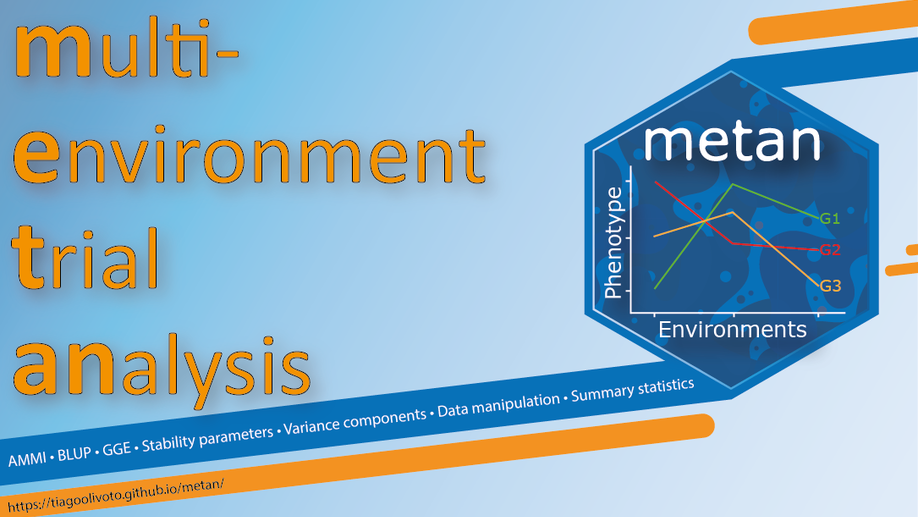 multi-
environment
trial
analysis
metan
Phenotype
G1
G2
G3
Environments
AMMI • BLUP • GGE • Stability parameters • Variance components • Data manipulation • Summary statistics
https://tiagoolivoto.github.io/metan/